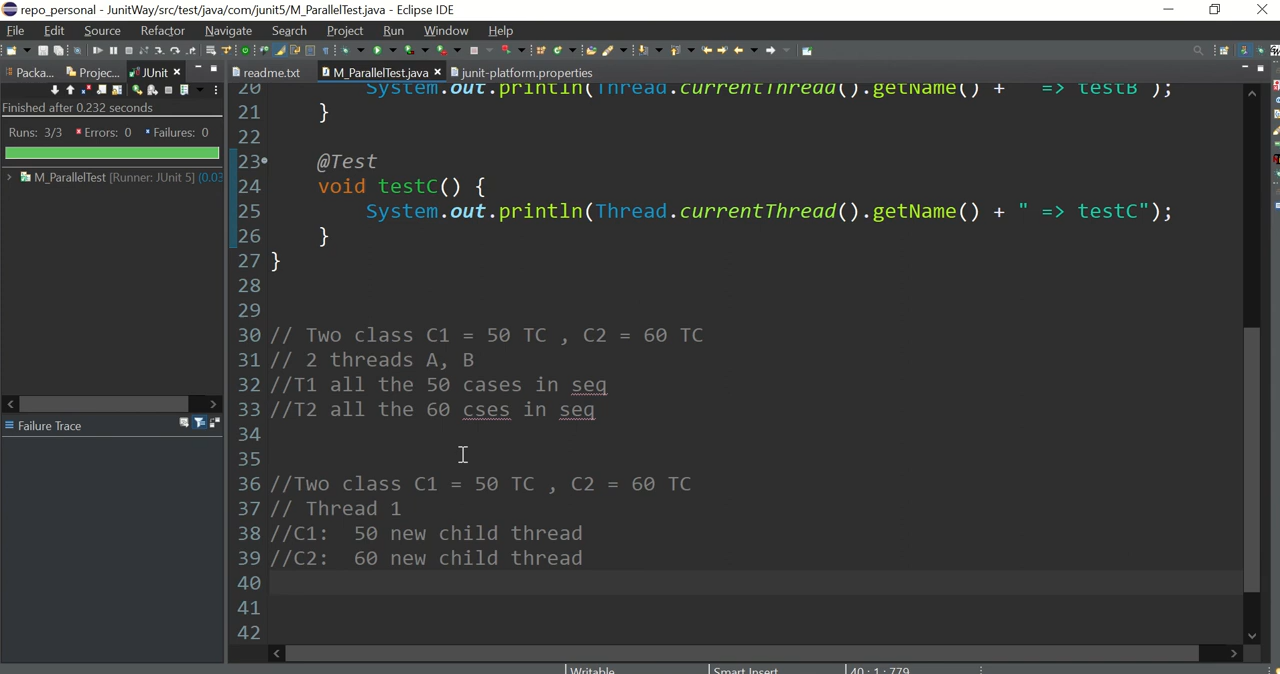 repo_personal - JunitWay/src/test/java/com/junit5/M_ParallelTest.java - Eclipse IDE
File Edit Source Refactor Navigate Search Project Run Window Help
Packa... Projec... JUnit
readme.txt M_ParallelTest.java junit-platform.properties
Finished after 0.232 seconds
Runs: 3/3 Errors: 0 Failures: 0
M_ParallelTest [Runner: JUnit 5] (0.03
Failure Trace
20 System.out.println(Thread.currentThread().getName() + " => testB");
21 }
22
23 @Test
24 void testC() {
25 System.out.println(Thread.currentThread().getName() + " => testC");
26 }
27 }
28
29
30 // Two class C1 = 50 TC , C2 = 60 TC
31 // 2 threads A, B
32 //T1 all the 50 cases in seq
33 //T2 all the 60 cses in seq
34
35
36 //Two class C1 = 50 TC , C2 = 60 TC
37 // Thread 1
38 //C1: 50 new child thread
39 //C2: 60 new child thread
40
41
42
Writable Smart Insert 40 : 1 : 779